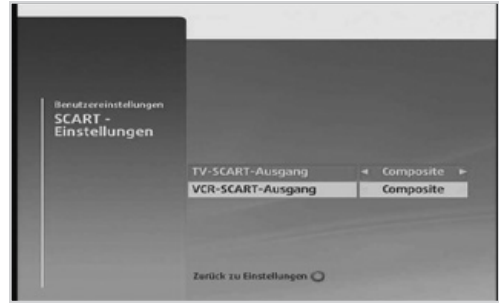 Benutzereinstellungen
SCART -
Einstellungen
TV-SCART-Ausgang ◄ Composite ►
VCR-SCART-Ausgang Composite
Zurück zu Einstellungen